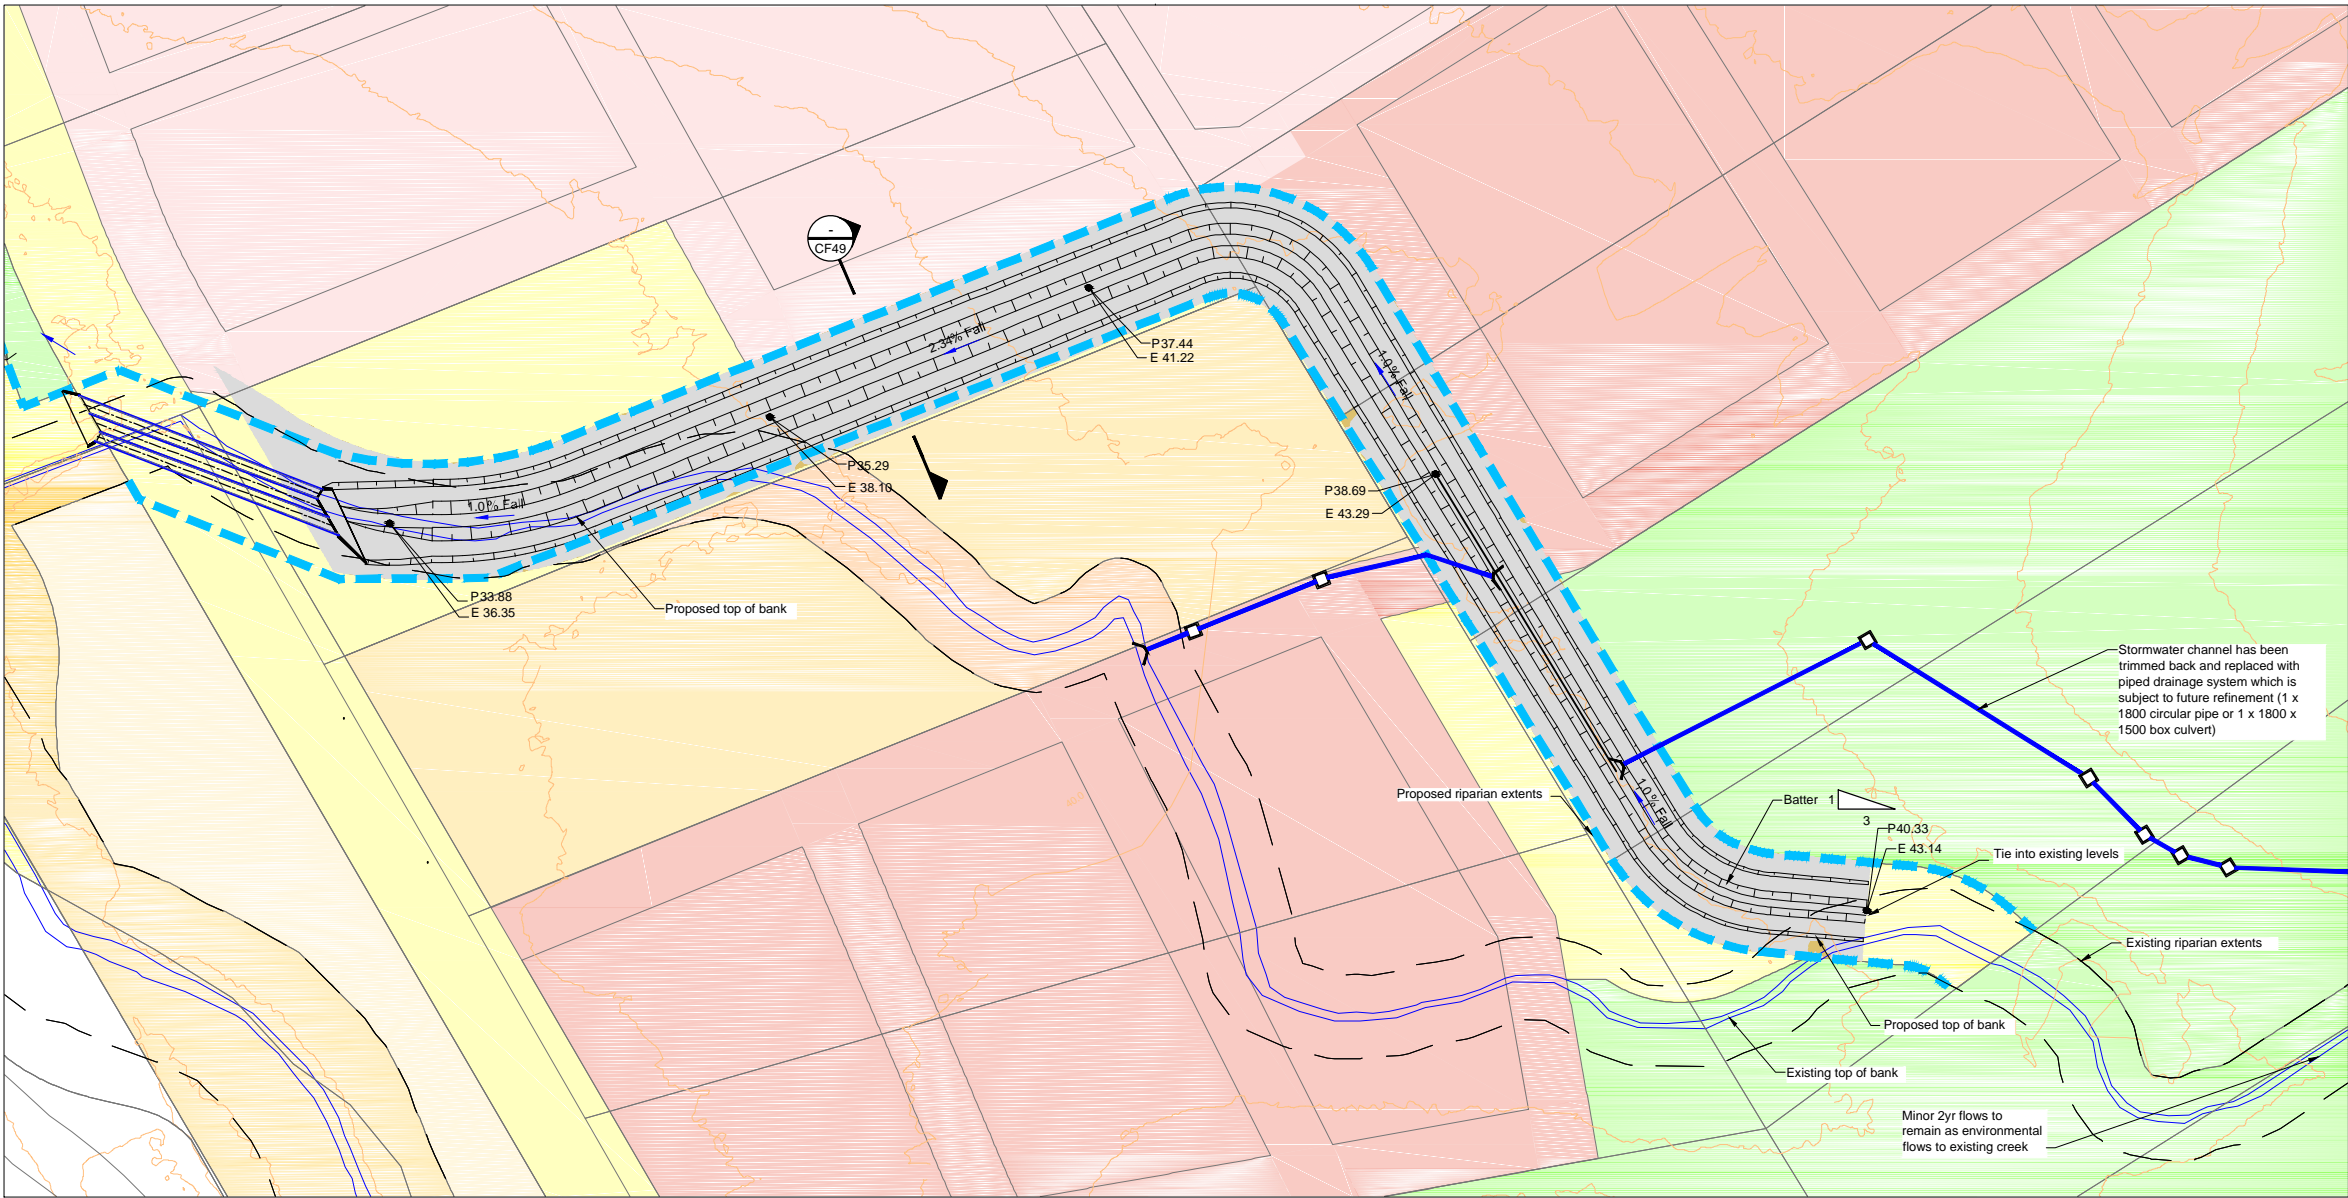 -
CF49
2.34% Fall
P37.44
E 41.22
1.0% Fall
P35.29
E 38.10
1.0% Fall
P38.69
E 43.29
P33.88
E 36.35
Proposed top of bank
Stormwater channel has been
trimmed back and replaced with
piped drainage system which is
subject to future refinement (1 x
1800 circular pipe or 1 x 1800 x
1500 box culvert)
Proposed riparian extents
1.0% Fall
Batter 1
3
P40.33
E 43.14
Tie into existing levels
Existing riparian extents
Proposed top of bank
Existing top of bank
Minor 2yr flows to
remain as environmental
flows to existing creek